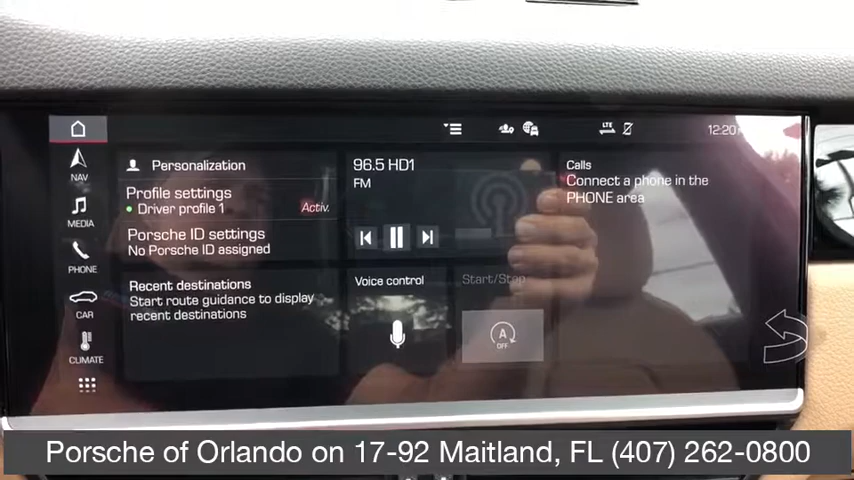 LTE
12:20
NAV
MEDIA
PHONE
CAR
CLIMATE
Personalization
Profile settings
Driver profile 1
Activ.
Porsche ID settings
No Porsche ID assigned
Recent destinations
Start route guidance to display
recent destinations
96.5 HD1
FM
Voice control
Start/Stop
A
OFF
Calls
Connect a phone in the
PHONE area
Porsche of Orlando on 17-92 Maitland, FL (407) 262-0800